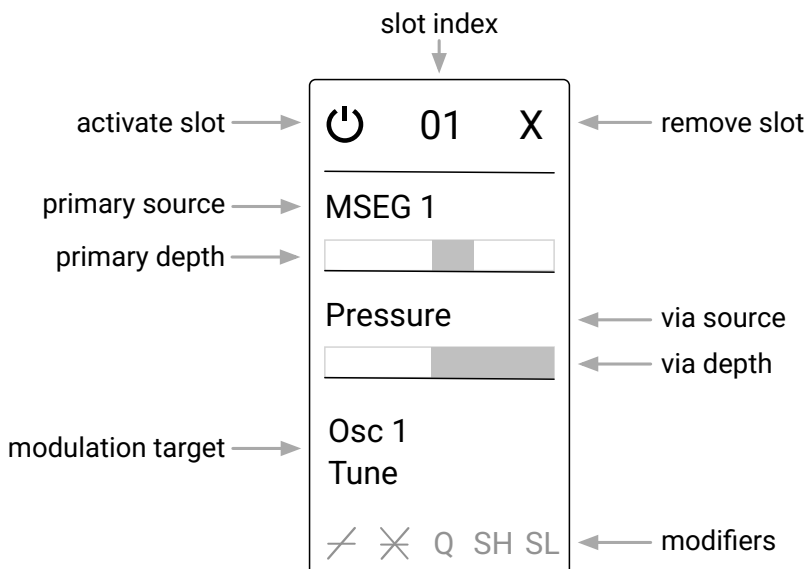 slot index
activate slot 01 X remove slot
primary source MSEG 1
primary depth
Pressure via source
via depth
Osc 1
modulation target
Tune
Q SH SL modifiers